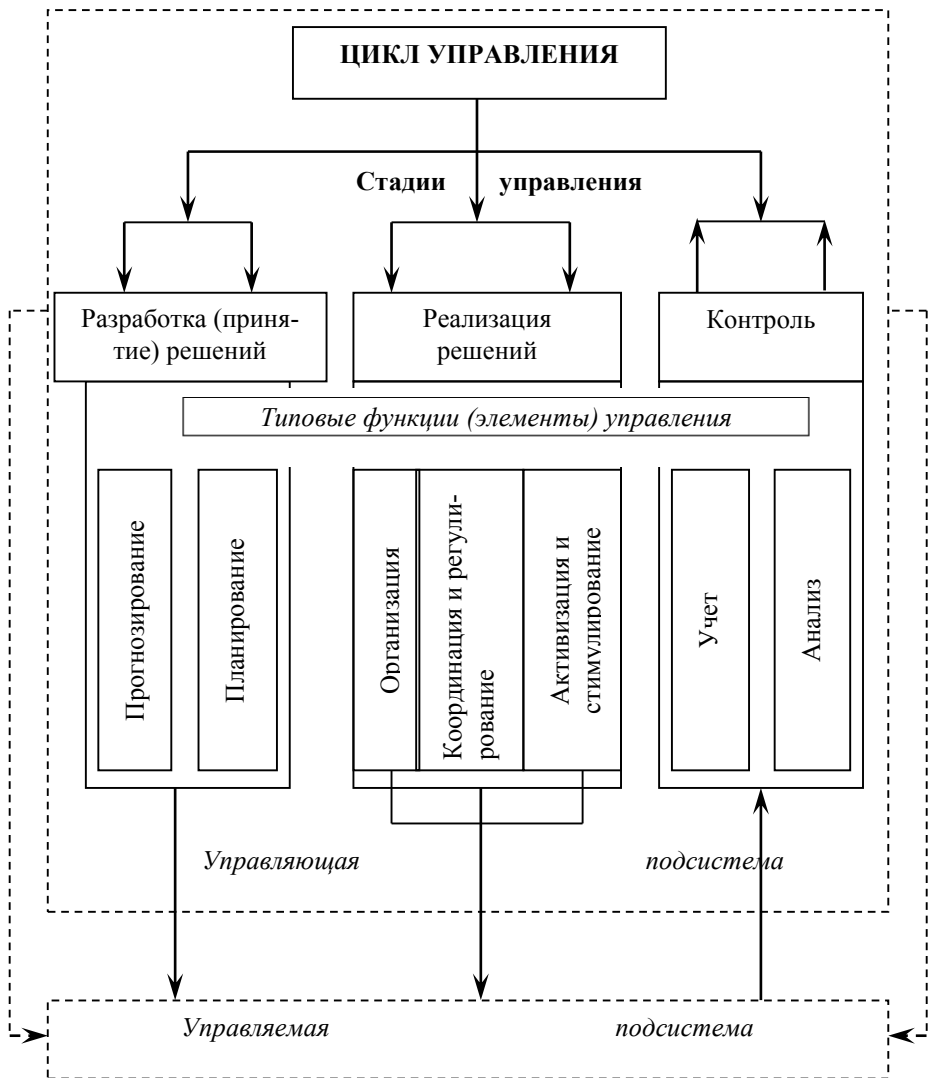 ЦИКЛ УПРАВЛЕНИЯ
Стадии управления
Разработка (приня-
тие) решений
Реализация
решений
Контроль
Типовые функции (элементы) управления
Прогнозирование
Планирование
Организация
Координация и регули-
рование
Активизация и
стимулирование
Учет
Анализ
Управляющая подсистема
Управляемая подсистема